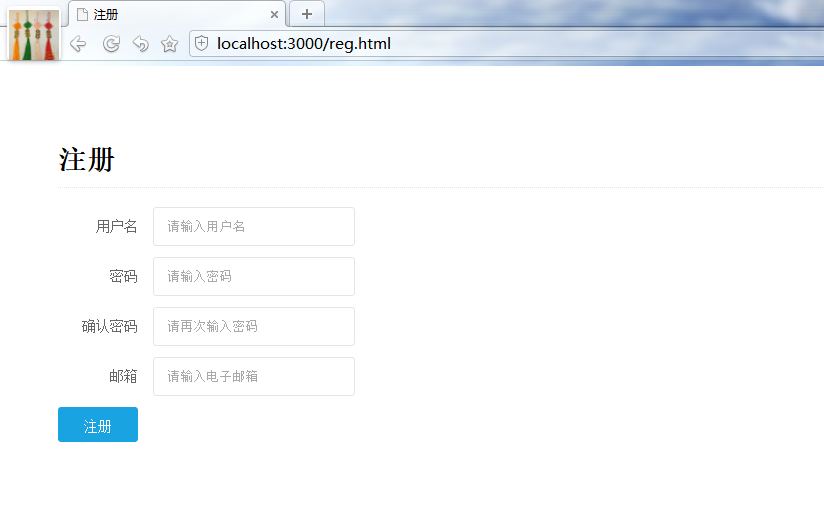 注册
localhost:3000/reg.html
注册
用户名 请输入用户名
密码 请输入密码
确认密码 请再次输入密码
邮箱 请输入电子邮箱
注册